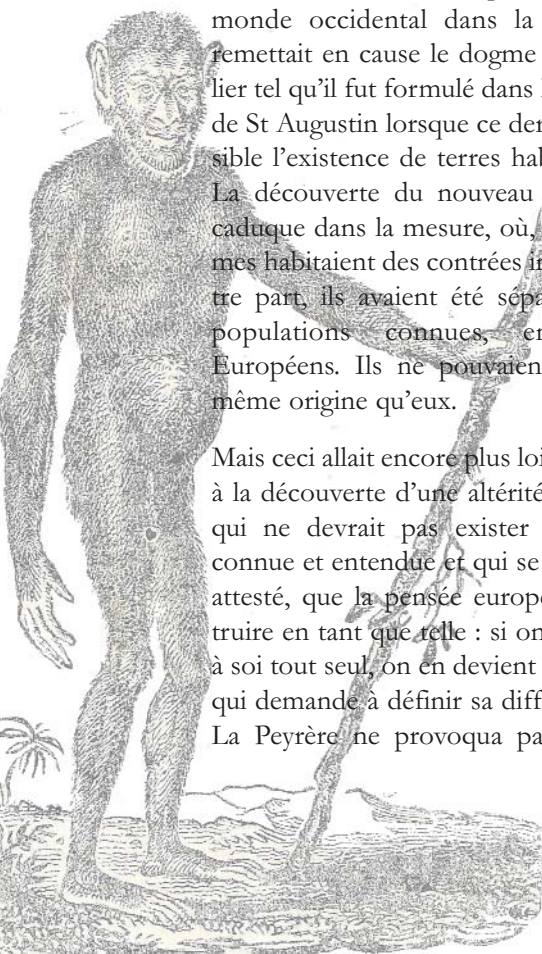 monde occidental dans la
remettait en cause le dogme
lier tel qu'il fut formulé dans
de St Augustin lorsque ce der
sible l'existence de terres hab
La découverte du nouveau
caduque dans la mesure, où,
mes habitaient des contrées in
tre part, ils avaient été sépa
populations connues, en
Européens. Ils ne pouvaien
même origine qu'eux.
Mais ceci allait encore plus loi
à la découverte d'une altérité
qui ne devrait pas exister
connue et entendue et qui se
attesté, que la pensée europ
truire en tant que telle : si on
à soi tout seul, on en devient
qui demande à définir sa diff
La Peyrère ne provoqua pa